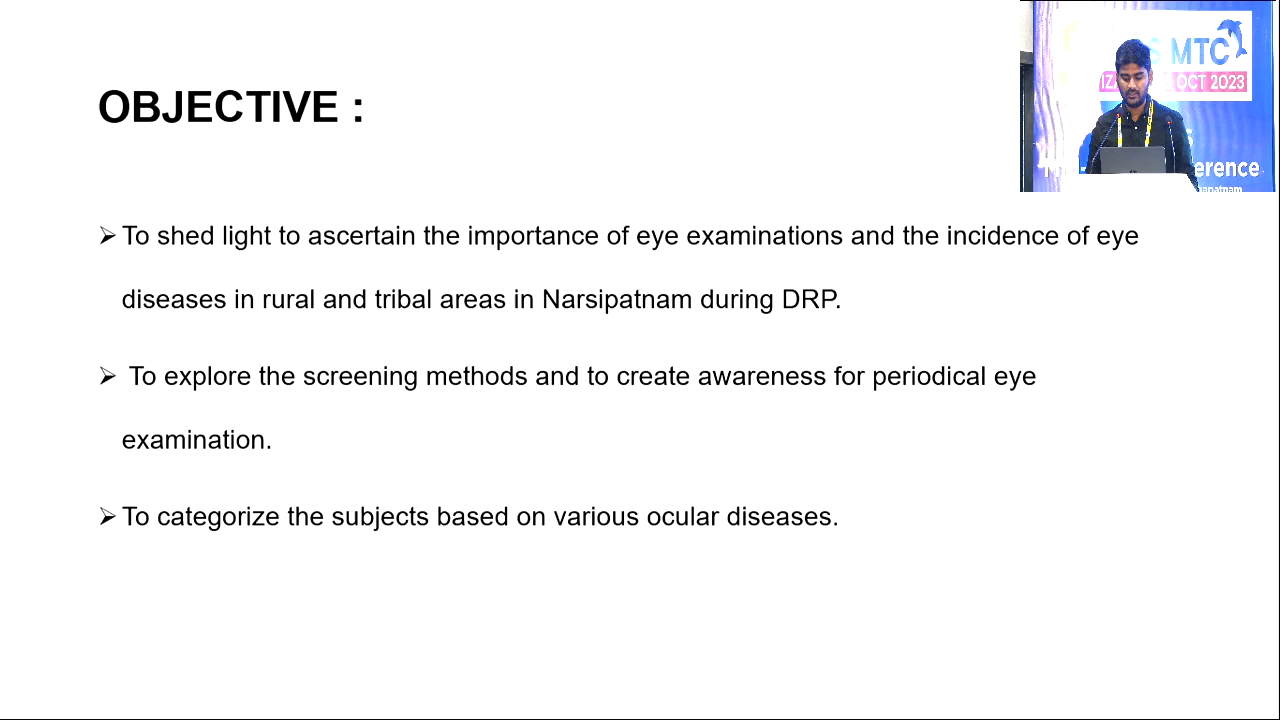 OBJECTIVE :
MTC
OCT 2023
erence
➢ To shed light to ascertain the importance of eye examinations and the incidence of eye
diseases in rural and tribal areas in Narsipatnam during DRP.
➢ To explore the screening methods and to create awareness for periodical eye
examination.
➢ To categorize the subjects based on various ocular diseases.